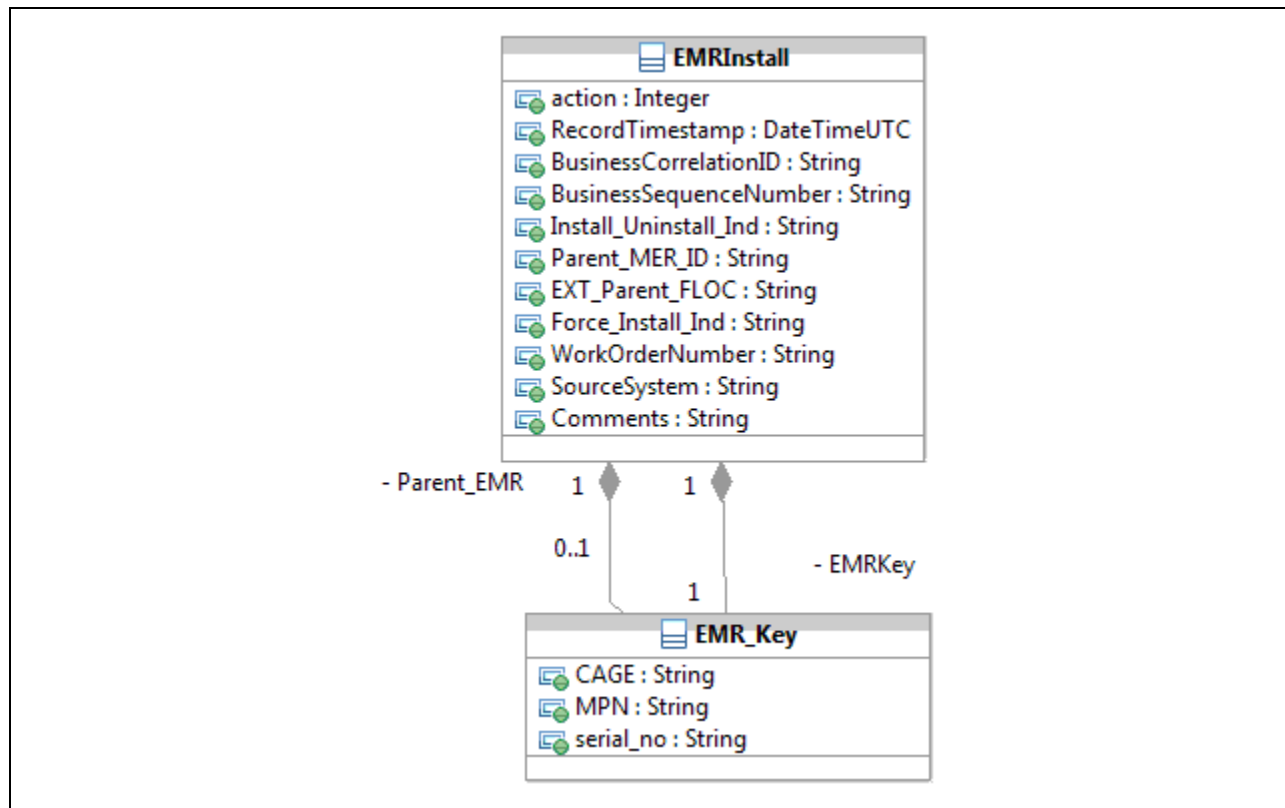 EMRInstall
action : Integer
RecordTimestamp : DateTimeUTC
BusinessCorrelationID : String
BusinessSequenceNumber : String
Install_Uninstall_Ind : String
Parent_MER_ID : String
EXT_Parent_FLOC : String
Force_Install_Ind : String
WorkOrderNumber : String
SourceSystem : String
Comments : String
- Parent_EMR 1 1
0..1
- EMRKey
1
EMR_Key
CAGE : String
MPN : String
serial_no : String